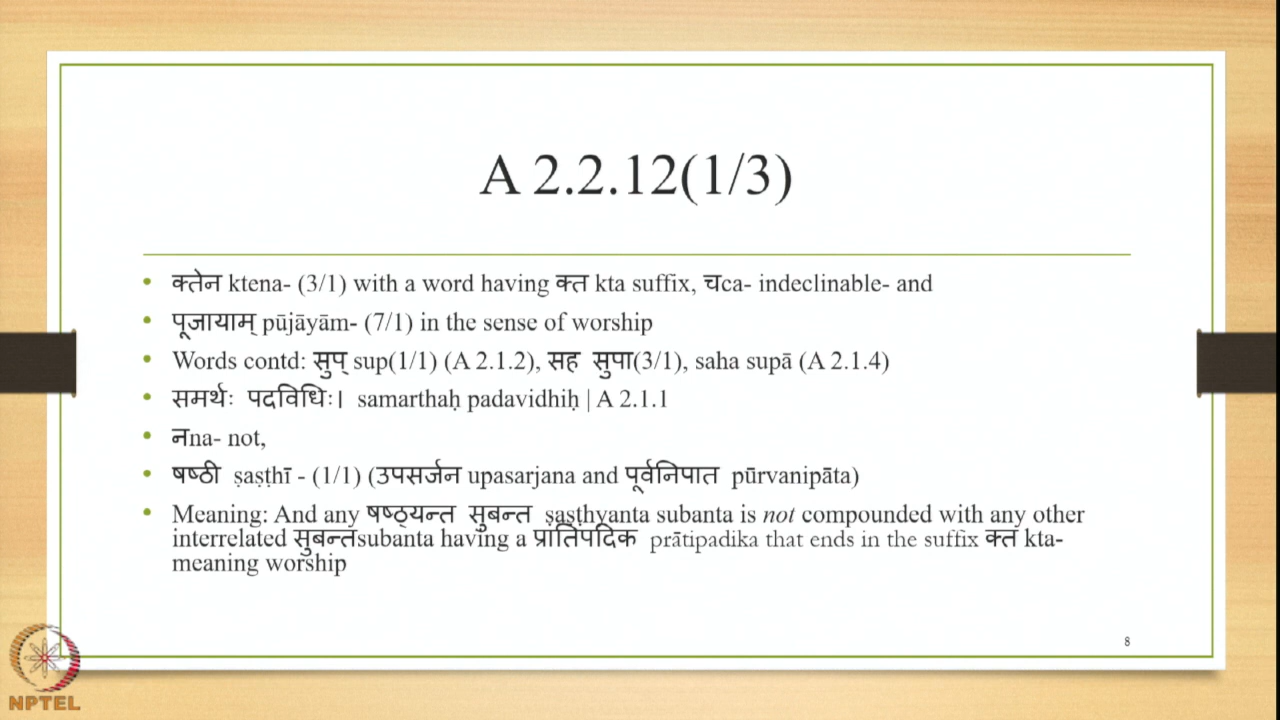 A 2.2.12(1/3)
• क्तेन ktena- (3/1) with a word having क्त kta suffix, चca- indeclinable- and
• पूजायाम् pūjāyām- (7/1) in the sense of worship
• Words contd: सुप् sup(1/1) (A 2.1.2), सह सुपा(3/1), saha supā (A 2.1.4)
• समर्थः पदविधिः। samarthaḥ padavidhiḥ | A 2.1.1
• नna- not,
• षष्ठी ṣaṣṭhī - (1/1) (उपसर्जन upasarjana and पूर्वनिपात pūrvanipāta)
• Meaning: And any षष्ठ्यन्त सुबन्त ṣaṣṭhyanta subanta is not compounded with any other
interrelated सुबन्तsubanta having a प्रातिपदिक prātipadika that ends in the suffix क्त kta-
meaning worship
8
NPTEL